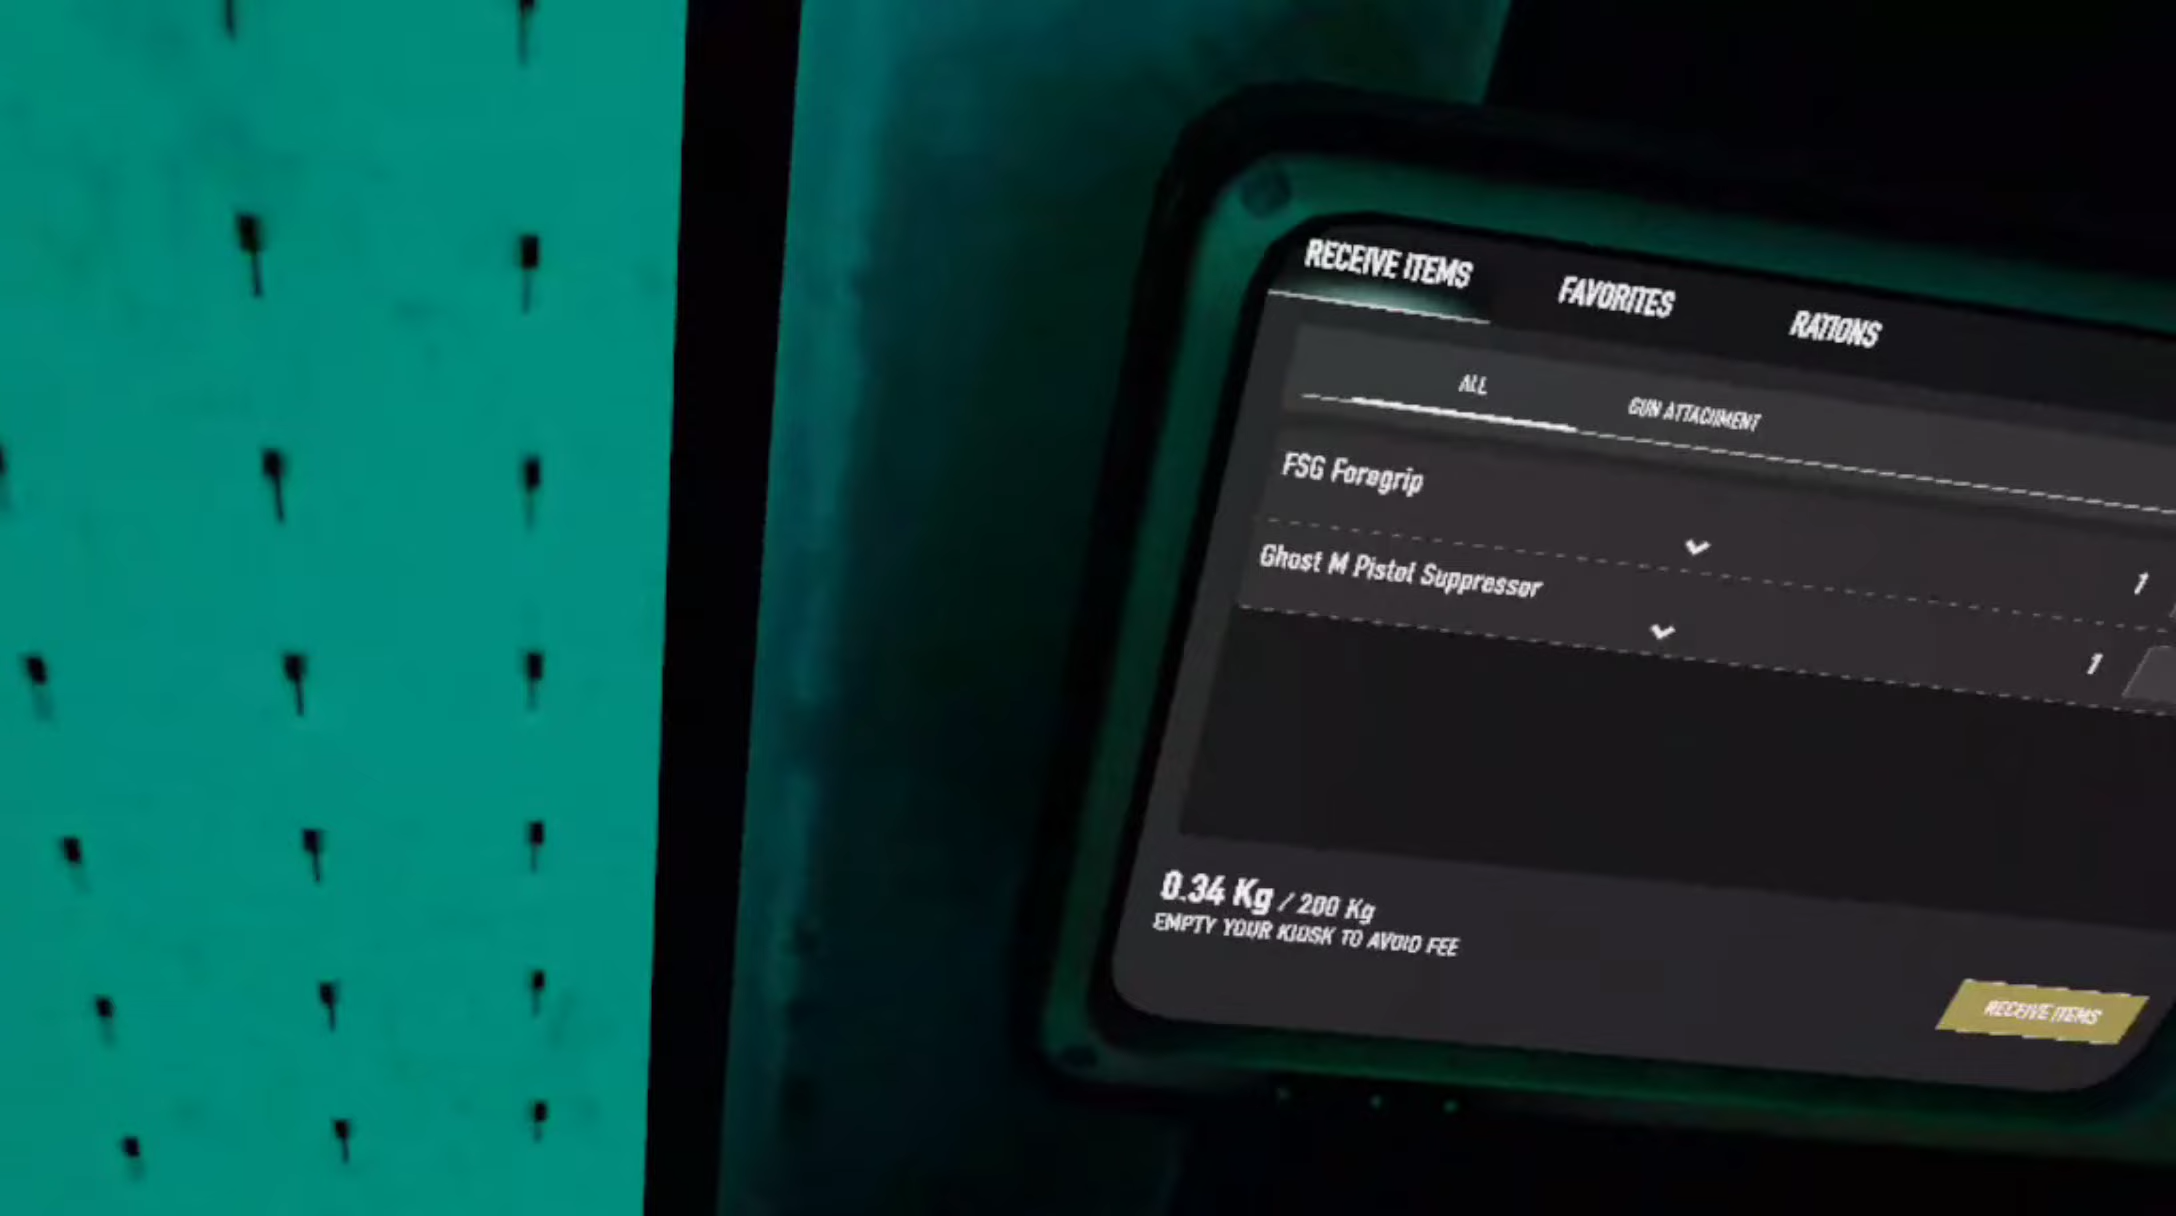 RECEIVE ITEMS
FAVORITES
RATIONS
ALL
GUN ATTACHMENT
FSG Foregrip
1
Ghost M Pistol Suppressor
1
0.34 Kg / 200 Kg
EMPTY YOUR KIOSK TO AVOID FEE
RECEIVE ITEMS